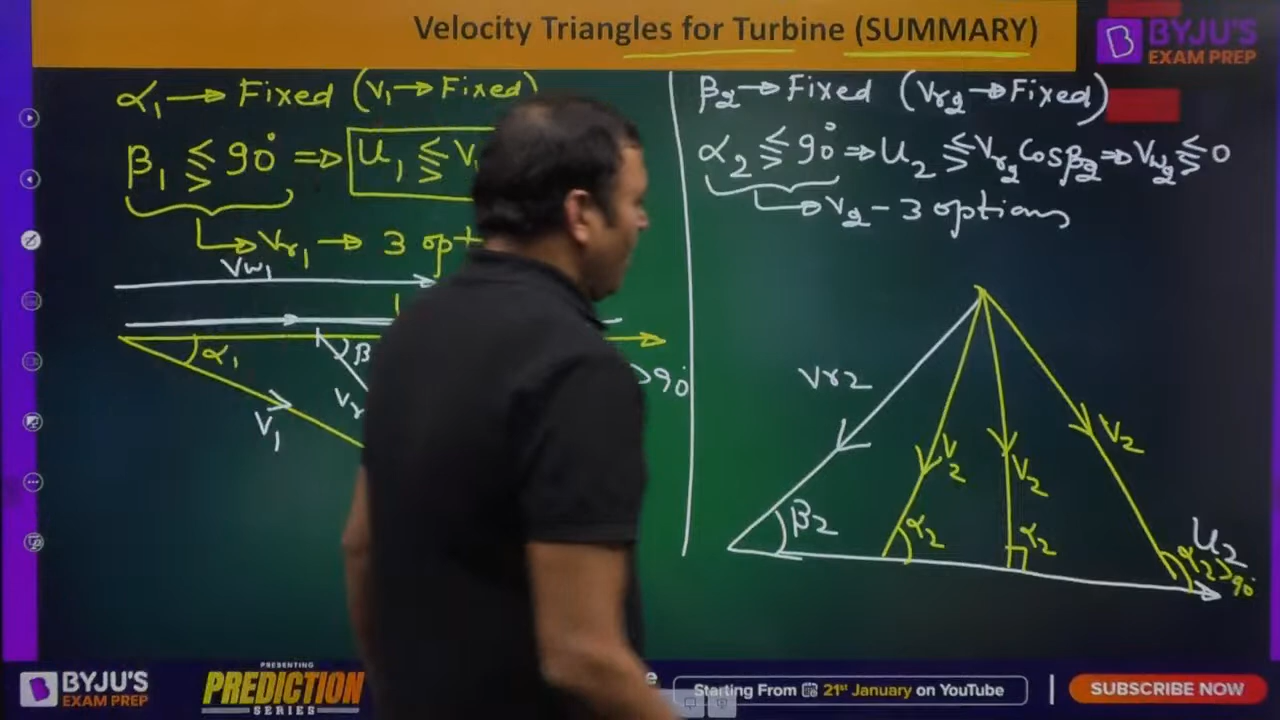 Velocity Triangles for Turbine (SUMMARY)
BYJU'S
EXAM PREP
α₁ → Fixed (V₁ → Fixed)
β₁ ⪋ 90° ⇒ U₁ ⪋ V
↳ Vr₁ → 3 opt
Vw₁
α₁
β
V₁
Vr
>90°
β₂ → Fixed (Vr₂ → Fixed)
α₂ ⪋ 90° ⇒ U₂ ⪋ Vr₂ Cosβ₂ ⇒ Vw₂ ⪋ 0
↳ V₂ – 3 options
Vr2
V₂
V₂
V₂
β₂
α₂
α₂
U₂
α₂>90°
BYJU'S
EXAM PREP
PRESENTING
PREDICTION
SERIES
Starting From 21st January on YouTube
SUBSCRIBE NOW